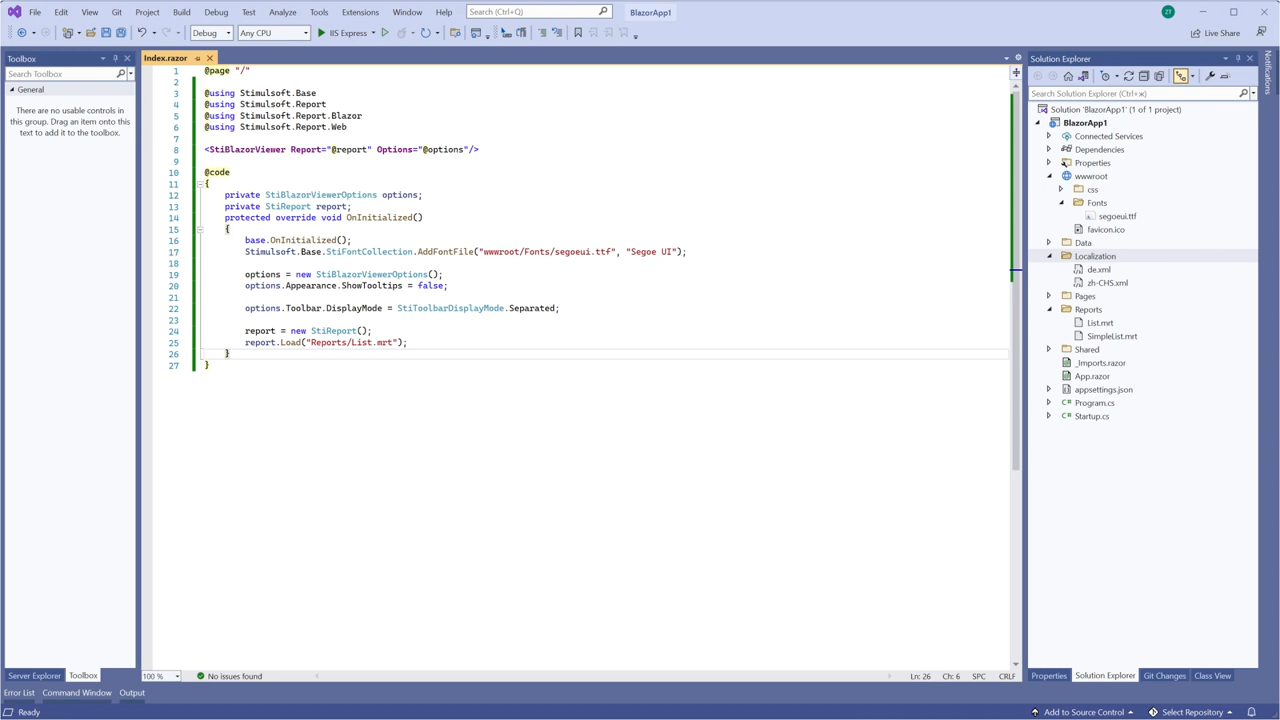 File Edit View Git Project Build Debug Test Analyze Tools Extensions Window Help Search (Ctrl+Q) BlazorApp1 ZT
Debug Any CPU IIS Express Live Share
Toolbox
Search Toolbox
General
There are no usable controls in
this group. Drag an item onto this
text to add it to the toolbox.
Server Explorer Toolbox
Index.razor
1 @page "/"
2
3 @using Stimulsoft.Base
4 @using Stimulsoft.Report
5 @using Stimulsoft.Report.Blazor
6 @using Stimulsoft.Report.Web
7
8 <StiBlazorViewer Report="@report" Options="@options"/>
9
10 @code
11 {
12 private StiBlazorViewerOptions options;
13 private StiReport report;
14 protected override void OnInitialized()
15 {
16 base.OnInitialized();
17 Stimulsoft.Base.StiFontCollection.AddFontFile("wwwroot/Fonts/segoeui.ttf", "Segoe UI");
18
19 options = new StiBlazorViewerOptions();
20 options.Appearance.ShowTooltips = false;
21
22 options.Toolbar.DisplayMode = StiToolbarDisplayMode.Separated;
23
24 report = new StiReport();
25 report.Load("Reports/List.mrt");
26 }
27 }
100 % No issues found Ln: 26 Ch: 6 SPC CRLF
Solution Explorer
Search Solution Explorer (Ctrl+ж)
Solution 'BlazorApp1' (1 of 1 project)
BlazorApp1
Connected Services
Dependencies
Properties
wwwroot
css
Fonts
segoeui.ttf
favicon.ico
Data
Localization
de.xml
zh-CHS.xml
Pages
Reports
List.mrt
SimpleList.mrt
Shared
_Imports.razor
App.razor
appsettings.json
C# Program.cs
C# Startup.cs
Properties Solution Explorer Git Changes Class View
Notifications
Error List Command Window Output
Ready Add to Source Control Select Repository